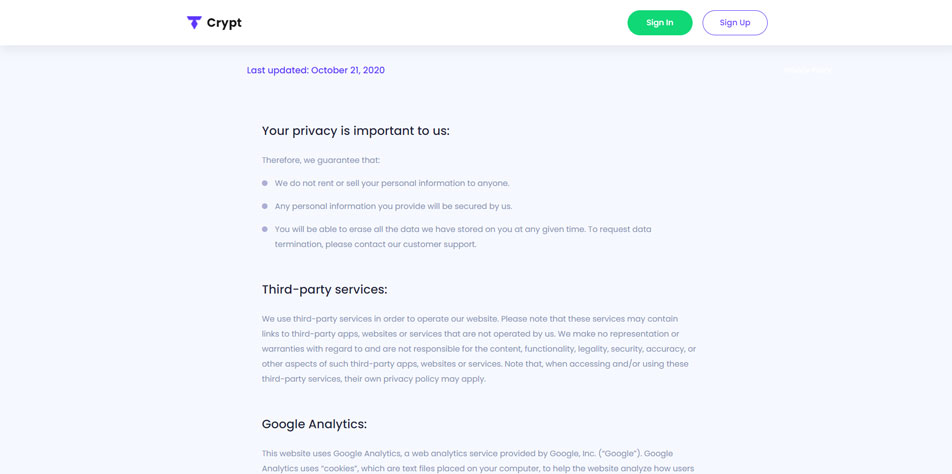 Crypt
Sign In
Sign Up
Last updated: October 21, 2020
Privacy Policy
Your privacy is important to us:
Therefore, we guarantee that:
We do not rent or sell your personal information to anyone.
Any personal information you provide will be secured by us.
You will be able to erase all the data we have stored on you at any given time. To request data
termination, please contact our customer support.
Third-party services:
We use third-party services in order to operate our website. Please note that these services may contain
links to third-party apps, websites or services that are not operated by us. We make no representation or
warranties with regard to and are not responsible for the content, functionality, legality, security, accuracy, or
other aspects of such third-party apps, websites or services. Note that, when accessing and/or using these
third-party services, their own privacy policy may apply.
Google Analytics:
This website uses Google Analytics, a web analytics service provided by Google, Inc. (“Google”). Google
Analytics uses “cookies”, which are text files placed on your computer, to help the website analyze how users